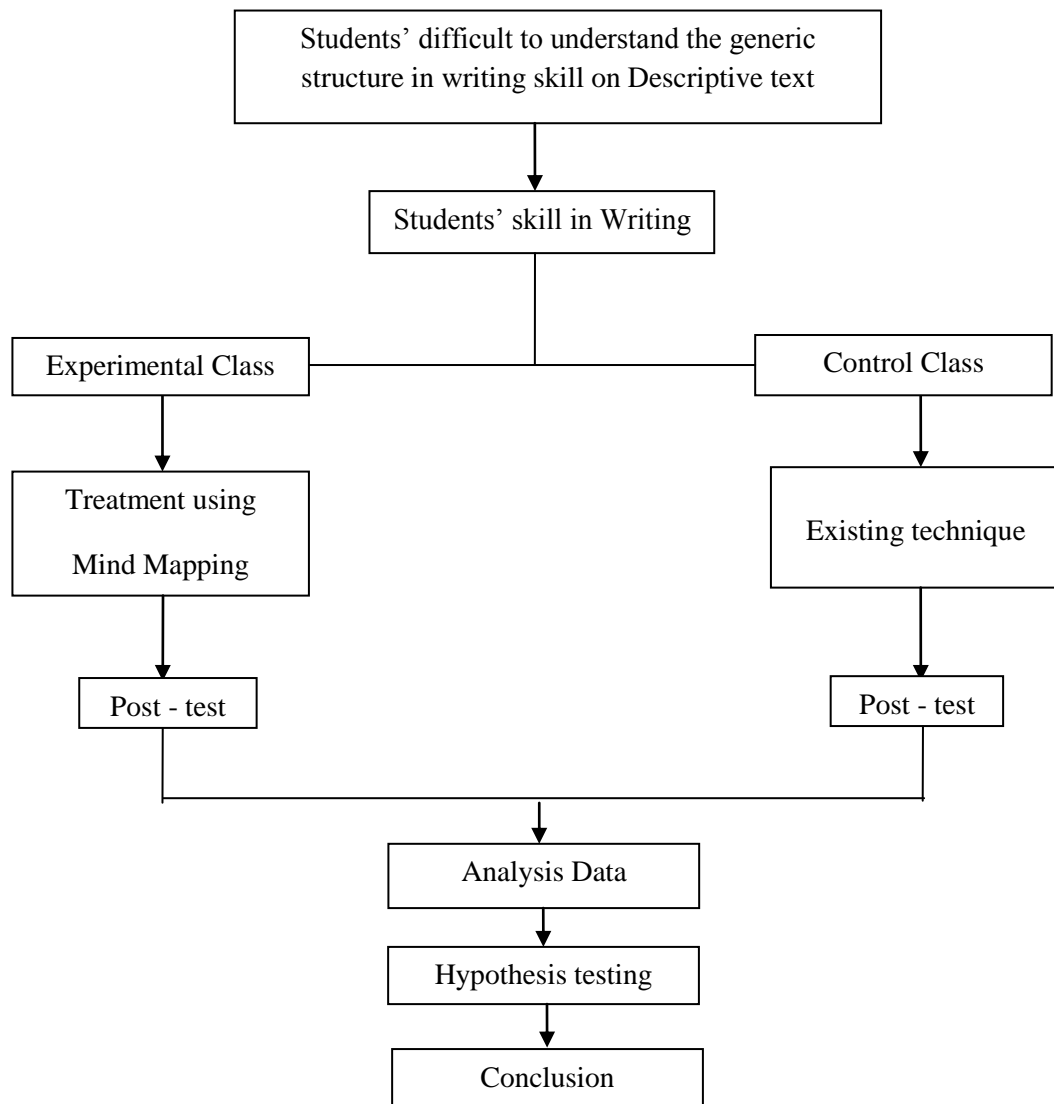 Students’ difficult to understand the generic
structure in writing skill on Descriptive text
Students’ skill in Writing
Experimental Class
Control Class
Treatment using
Mind Mapping
Existing technique
Post - test
Post - test
Analysis Data
Hypothesis testing
Conclusion